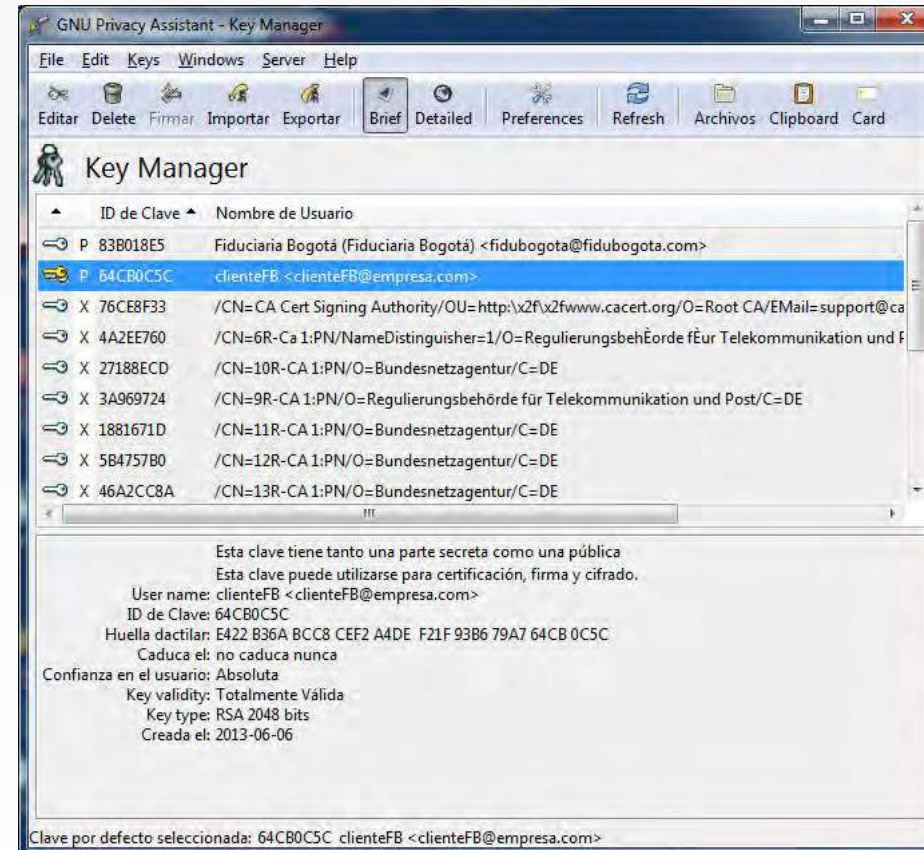 GNU Privacy Assistant - Key Manager
File Edit Keys Windows Server Help
Editar Delete Firmar Importar Exportar Brief Detailed Preferences Refresh Archivos Clipboard Card
Key Manager
ID de Clave Nombre de Usuario
P 83B018E5 Fiduciaria Bogotá (Fiduciaria Bogotá) <fidubogota@fidubogota.com>
P 64CB0C5C clienteFB <clienteFB@empresa.com>
X 76CE8F33 /CN=CA Cert Signing Authority/OU=http:\x2f\x2fwww.cacert.org/O=Root CA/EMail=support@ca
X 4A2EE760 /CN=6R-Ca 1:PN/NameDistinguisher=1/O=RegulierungsbehÈorde fÈur Telekommunikation und F
X 27188ECD /CN=10R-CA 1:PN/O=Bundesnetzagentur/C=DE
X 3A969724 /CN=9R-CA 1:PN/O=Regulierungsbehörde für Telekommunikation und Post/C=DE
X 1881671D /CN=11R-CA 1:PN/O=Bundesnetzagentur/C=DE
X 5B4757B0 /CN=12R-CA 1:PN/O=Bundesnetzagentur/C=DE
X 46A2CC8A /CN=13R-CA 1:PN/O=Bundesnetzagentur/C=DE
Esta clave tiene tanto una parte secreta como una pública
Esta clave puede utilizarse para certificación, firma y cifrado.
User name: clienteFB <clienteFB@empresa.com>
ID de Clave: 64CB0C5C
Huella dactilar: E422 B36A BCC8 CEF2 A4DE F21F 93B6 79A7 64CB 0C5C
Caduca el: no caduca nunca
Confianza en el usuario: Absoluta
Key validity: Totalmente Válida
Key type: RSA 2048 bits
Creada el: 2013-06-06
Clave por defecto seleccionada: 64CB0C5C clienteFB <clienteFB@empresa.com>